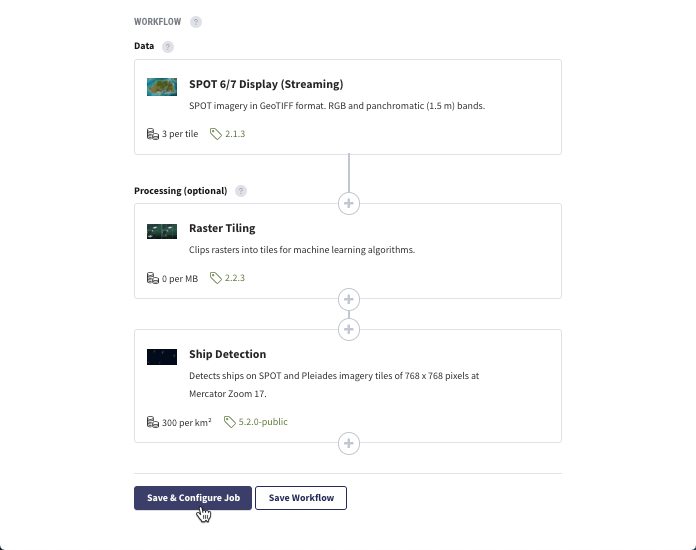 WORKFLOW ?
Data ?
SPOT 6/7 Display (Streaming)
SPOT imagery in GeoTIFF format. RGB and panchromatic (1.5 m) bands.
3 per tile 2.1.3
Processing (optional) ?
Raster Tiling
Clips rasters into tiles for machine learning algorithms.
0 per MB 2.2.3
Ship Detection
Detects ships on SPOT and Pleiades imagery tiles of 768 x 768 pixels at
Mercator Zoom 17.
300 per km² 5.2.0-public
Save & Configure Job Save Workflow